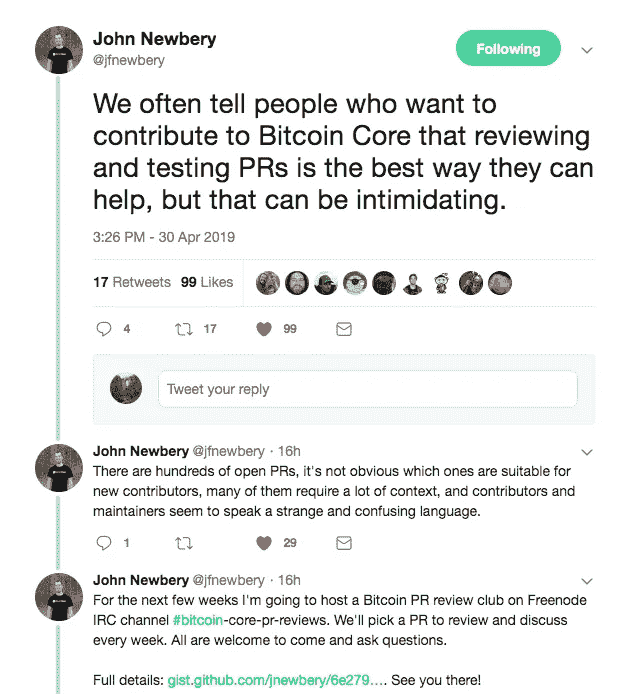 John Newbery
@jfnewbery
Following
We often tell people who want to
contribute to Bitcoin Core that reviewing
and testing PRs is the best way they can
help, but that can be intimidating.
3:26 PM - 30 Apr 2019
17 Retweets 99 Likes
4 17 99
Tweet your reply
John Newbery @jfnewbery · 16h
There are hundreds of open PRs, it's not obvious which ones are suitable for
new contributors, many of them require a lot of context, and contributors and
maintainers seem to speak a strange and confusing language.
1 29
John Newbery @jfnewbery · 16h
For the next few weeks I'm going to host a Bitcoin PR review club on Freenode
IRC channel #bitcoin-core-pr-reviews. We'll pick a PR to review and discuss
every week. All are welcome to come and ask questions.
Full details: gist.github.com/jnewbery/6e279.... See you there!